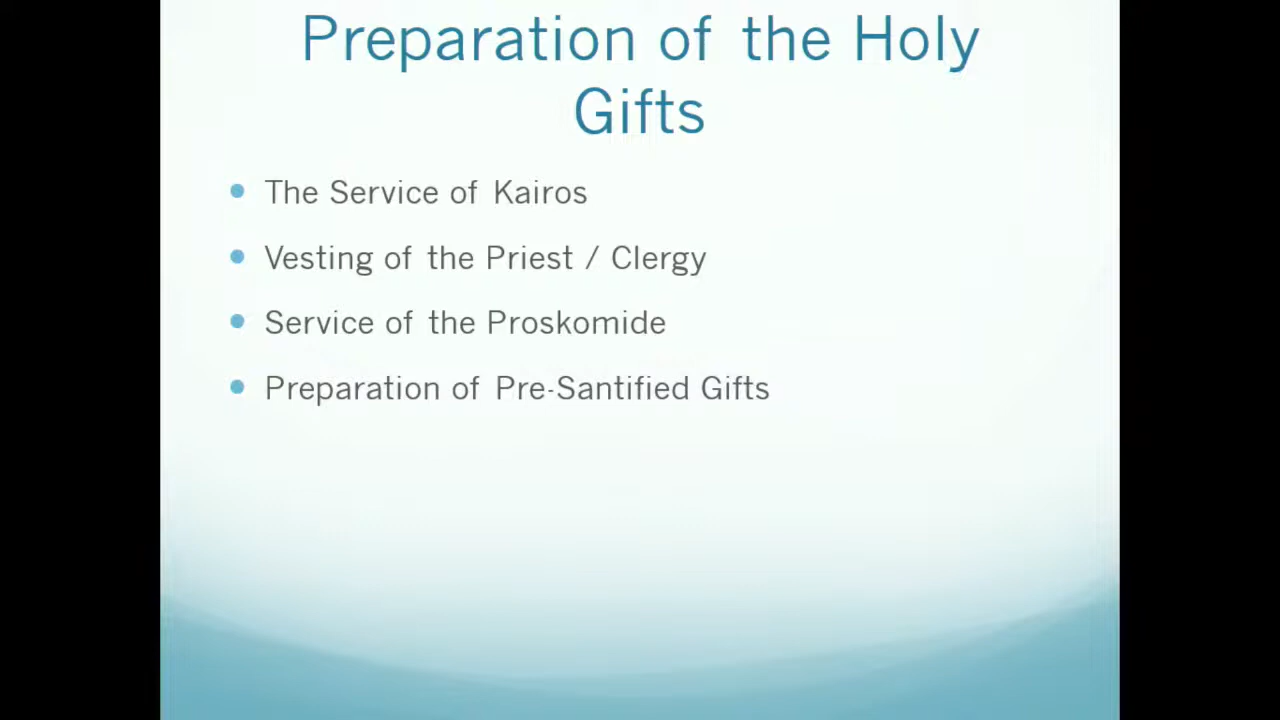 Preparation of the Holy
Gifts
• The Service of Kairos
• Vesting of the Priest / Clergy
• Service of the Proskomide
• Preparation of Pre-Santified Gifts